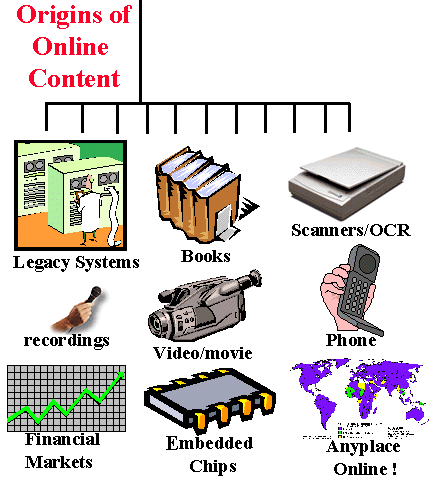 Origins of
Online
Content
Legacy Systems
Books
Scanners/OCR
recordings
Video/movie
Phone
Financial
Markets
Embedded
Chips
Anyplace
Online !